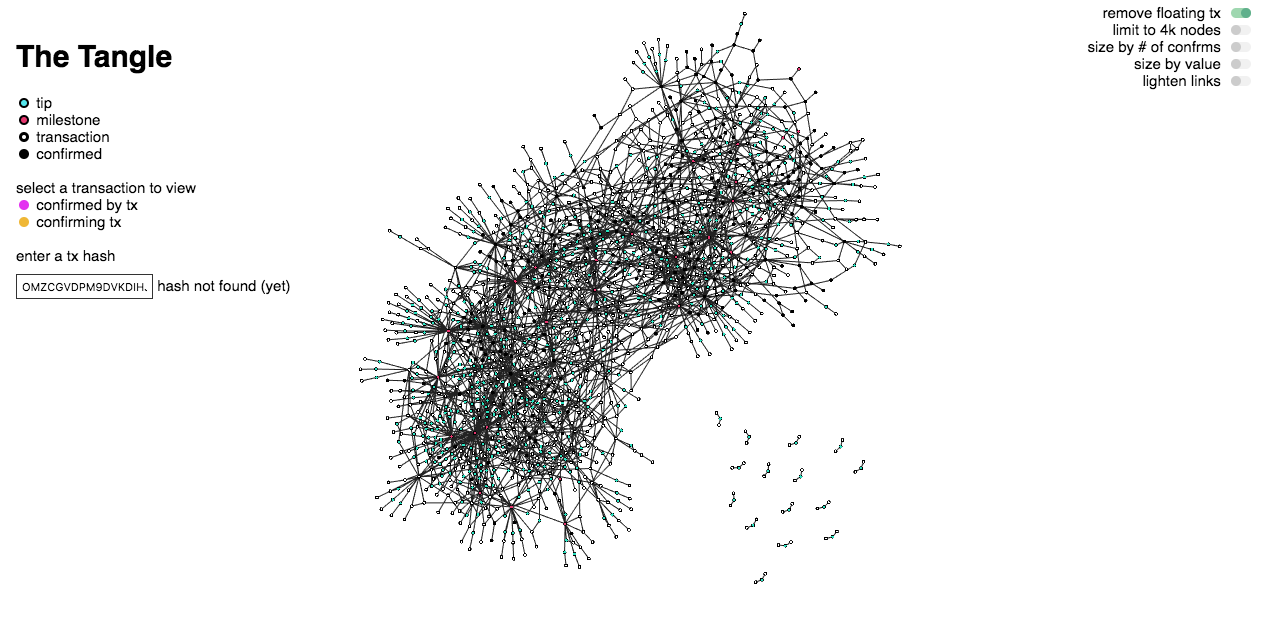 The Tangle
tip
milestone
transaction
confirmed
select a transaction to view
confirmed by tx
confirming tx
enter a tx hash
OMZCGVDPM9DVKDIH. hash not found (yet)
remove floating tx
limit to 4k nodes
size by # of confrms
size by value
lighten links